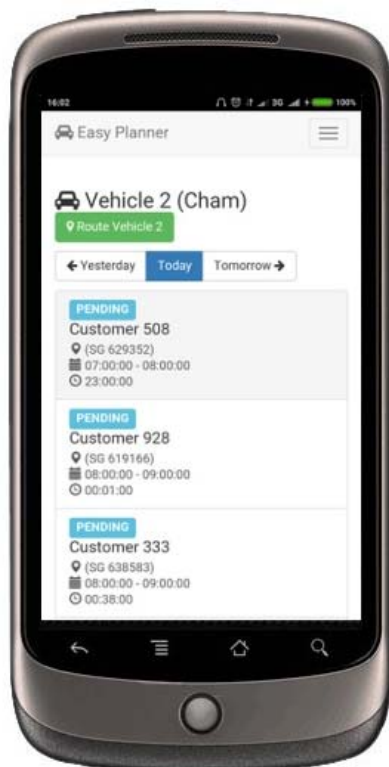 16:02 3G 100%
Easy Planner
Vehicle 2 (Cham)
Route Vehicle 2
← Yesterday Today Tomorrow →
PENDING
Customer 508
(SG 629352)
07:00:00 - 08:00:00
23:00:00
PENDING
Customer 928
(SG 619166)
08:00:00 - 09:00:00
00:01:00
PENDING
Customer 333
(SG 638583)
08:00:00 - 09:00:00
00:38:00